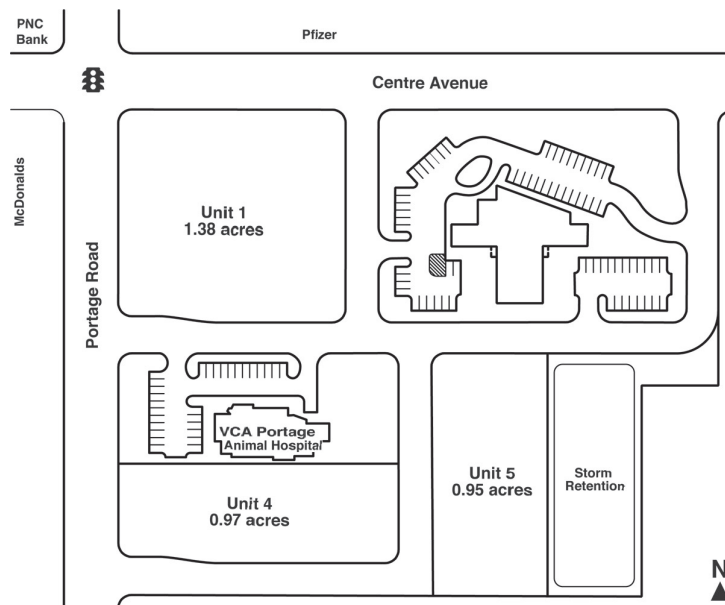 PNC
Bank
Pfizer
Centre Avenue
McDonalds
Portage Road
Unit 1
1.38 acres
VCA Portage
Animal Hospital
Unit 4
0.97 acres
Unit 5
0.95 acres
Storm
Retention
N